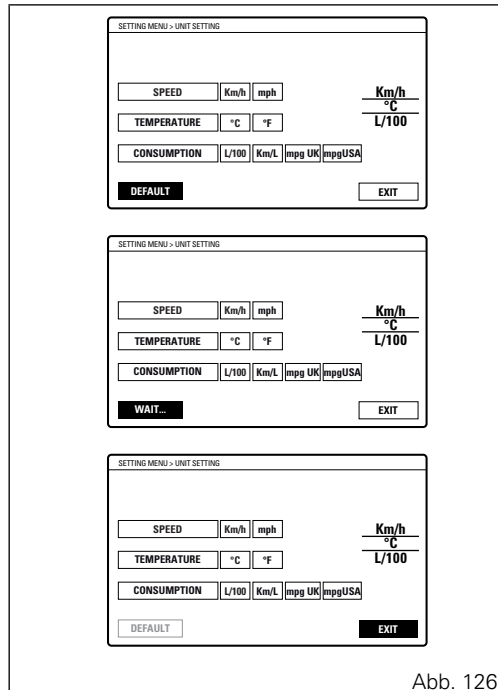 SETTING MENU > UNIT SETTING
SPEED Km/h mph Km/h
°C
TEMPERATURE °C °F L/100
CONSUMPTION L/100 Km/L mpg UK mpgUSA
DEFAULT EXIT
SETTING MENU > UNIT SETTING
SPEED Km/h mph Km/h
°C
TEMPERATURE °C °F L/100
CONSUMPTION L/100 Km/L mpg UK mpgUSA
WAIT... EXIT
SETTING MENU > UNIT SETTING
SPEED Km/h mph Km/h
°C
TEMPERATURE °C °F L/100
CONSUMPTION L/100 Km/L mpg UK mpgUSA
DEFAULT EXIT
Abb. 126